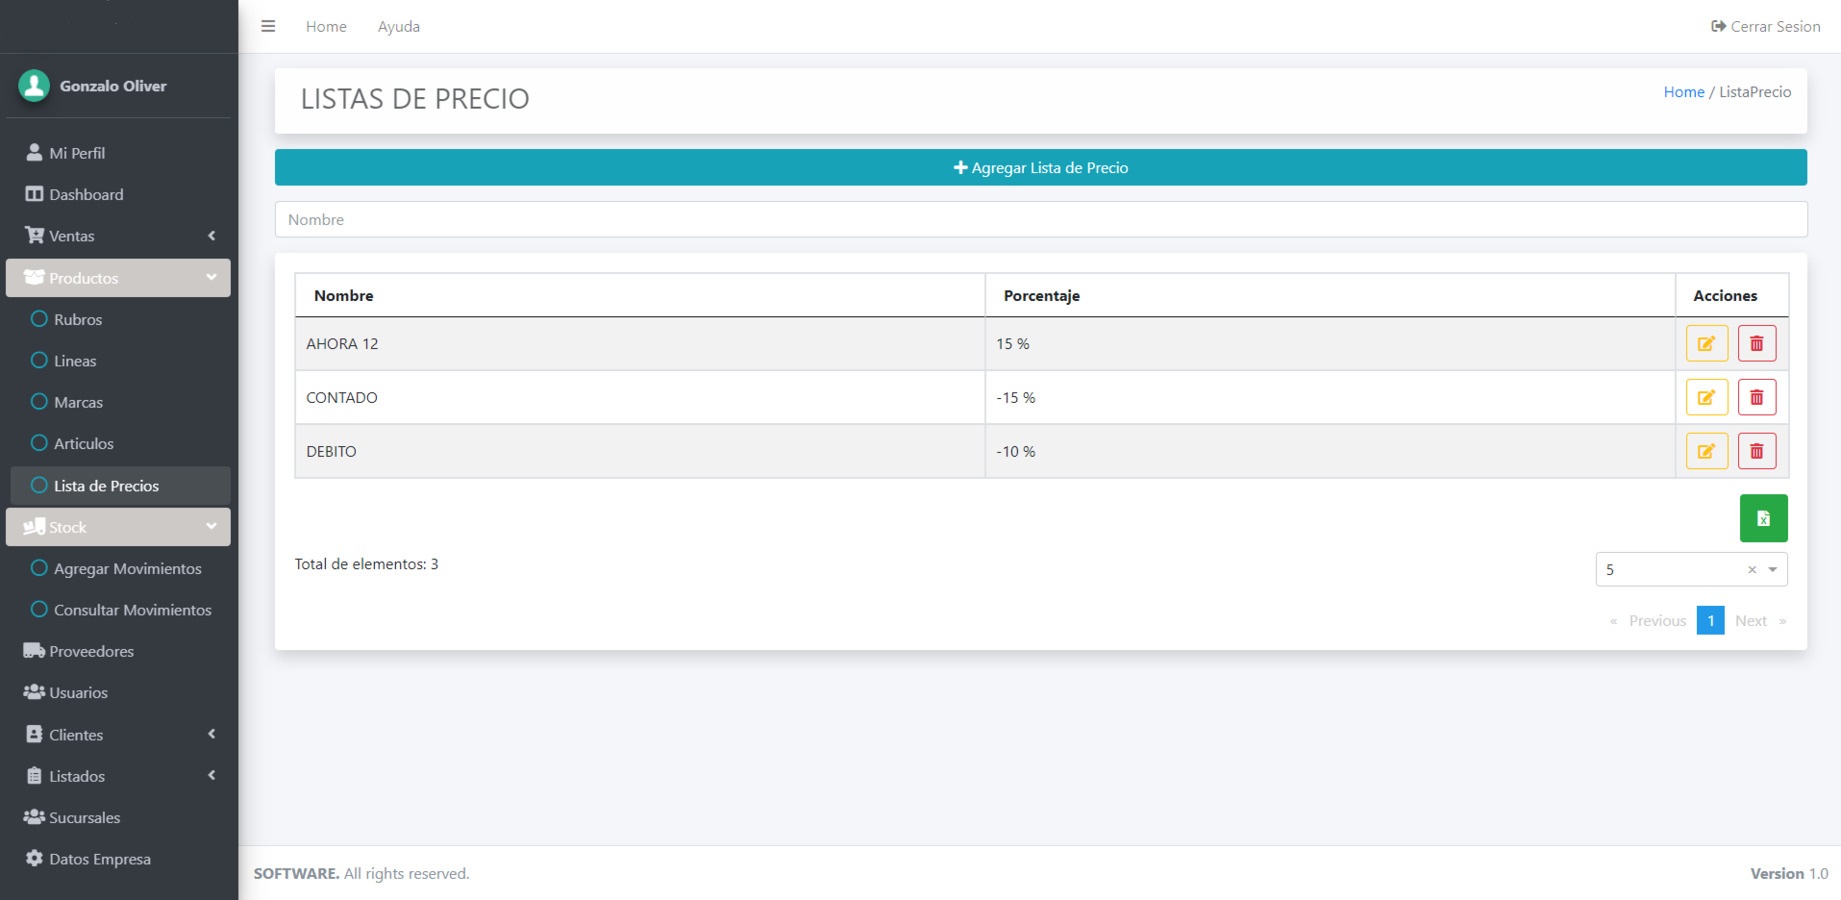 Home Ayuda Cerrar Sesion
Gonzalo Oliver
Mi Perfil
Dashboard
Ventas
Productos
Rubros
Lineas
Marcas
Articulos
Lista de Precios
Stock
Agregar Movimientos
Consultar Movimientos
Proveedores
Usuarios
Clientes
Listados
Sucursales
Datos Empresa
LISTAS DE PRECIO
Home / ListaPrecio
Agregar Lista de Precio
Nombre
Nombre Porcentaje Acciones
AHORA 12 15 %
CONTADO -15 %
DEBITO -10 %
Total de elementos: 3
5 ×
« Previous 1 Next »
SOFTWARE. All rights reserved.
Version 1.0